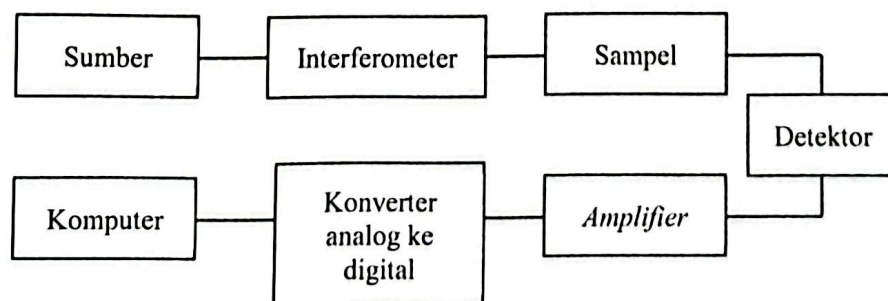 Sumber
Interferometer
Sampel
Detektor
Komputer
Konverter
analog ke
digital
Amplifier